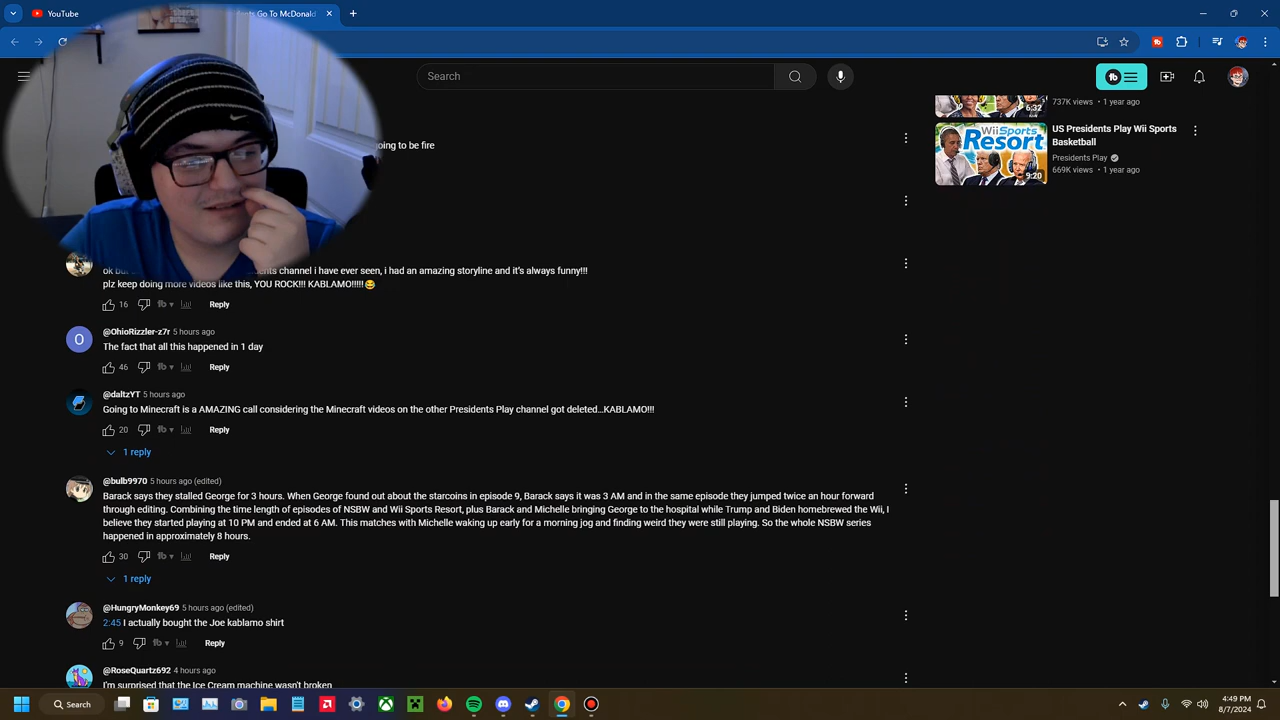 YouTube
ants Go To McDonald
Search
737K views • 1 year ago
6:32
US Presidents Play Wii Sports
Basketball
Presidents Play
669K views • 1 year ago
WiiSports
Resort
9:20
going to be fire
ents channel i have ever seen, i had an amazing storyline and it's always funny!!!
plz keep doing more videos like this, YOU ROCK!!! KABLAMO!!!!!😂
16 Reply
@OhioRizzler-z7r 5 hours ago
The fact that all this happened in 1 day
46 Reply
@daltzYT 5 hours ago
Going to Minecraft is a AMAZING call considering the Minecraft videos on the other Presidents Play channel got deleted...KABLAMO!!!
20 Reply
1 reply
@bulb9970 5 hours ago (edited)
Barack says they stalled George for 3 hours. When George found out about the starcoins in episode 9, Barack says it was 3 AM and in the same episode they jumped twice an hour forward
through editing. Combining the time length of episodes of NSBW and Wii Sports Resort, plus Barack and Michelle bringing George to the hospital while Trump and Biden homebrewed the Wii, I
believe they started playing at 10 PM and ended at 6 AM. This matches with Michelle waking up early for a morning jog and finding weird they were still playing. So the whole NSBW series
happened in approximately 8 hours.
30 Reply
1 reply
@HungryMonkey69 5 hours ago (edited)
2:45 I actually bought the Joe kablamo shirt
9 Reply
@RoseQuartz692 4 hours ago
I'm surprised that the Ice Cream machine wasn't broken
Search
4:49 PM
8/7/2024